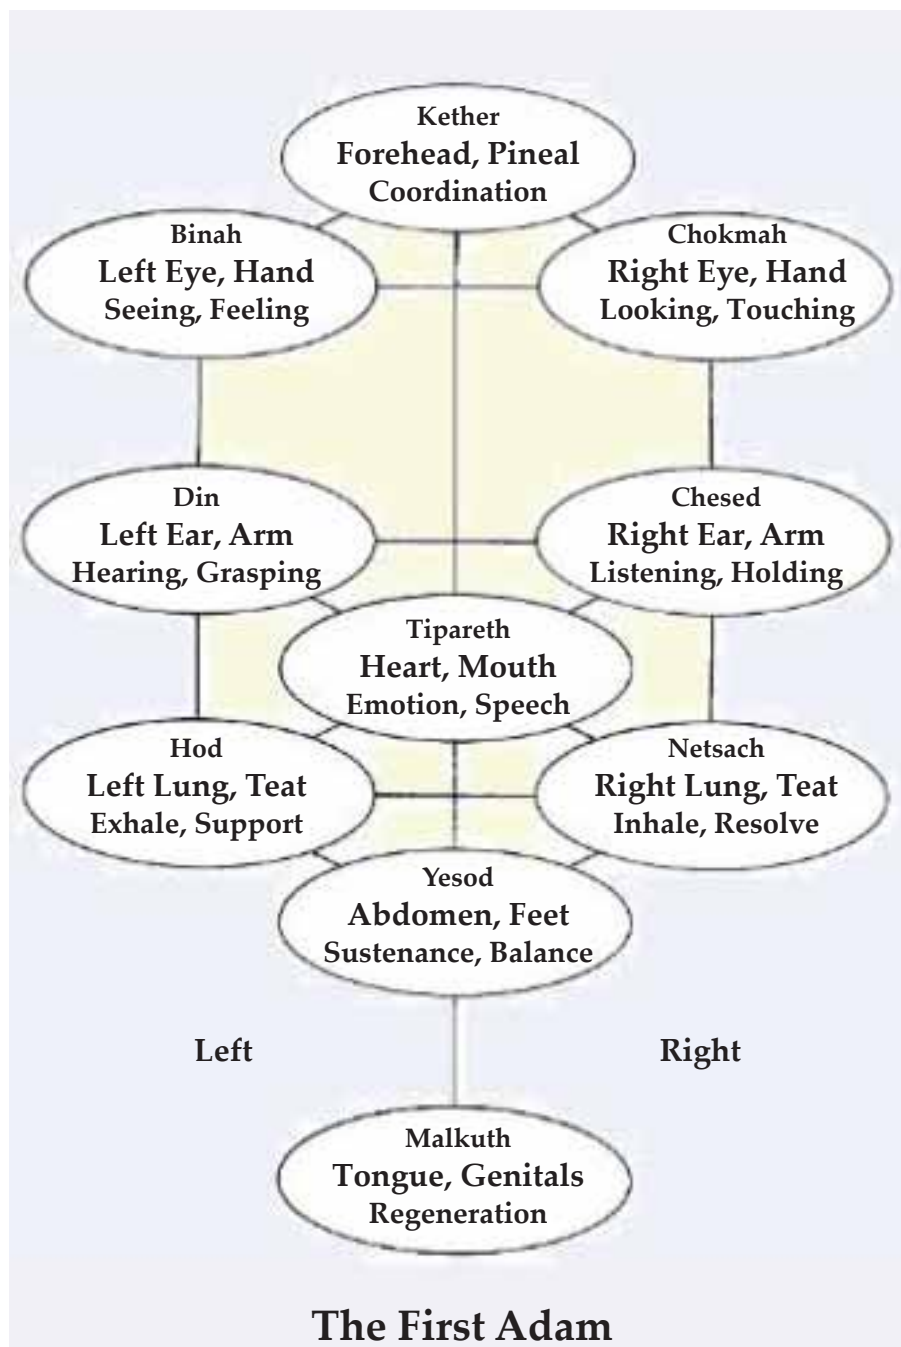 Kether
Forehead, Pineal
Coordination
Binah
Left Eye, Hand
Seeing, Feeling
Chokmah
Right Eye, Hand
Looking, Touching
Din
Left Ear, Arm
Hearing, Grasping
Chesed
Right Ear, Arm
Listening, Holding
Tipareth
Heart, Mouth
Emotion, Speech
Hod
Left Lung, Teat
Exhale, Support
Netsach
Right Lung, Teat
Inhale, Resolve
Yesod
Abdomen, Feet
Sustenance, Balance
Left
Right
Malkuth
Tongue, Genitals
Regeneration
The First Adam